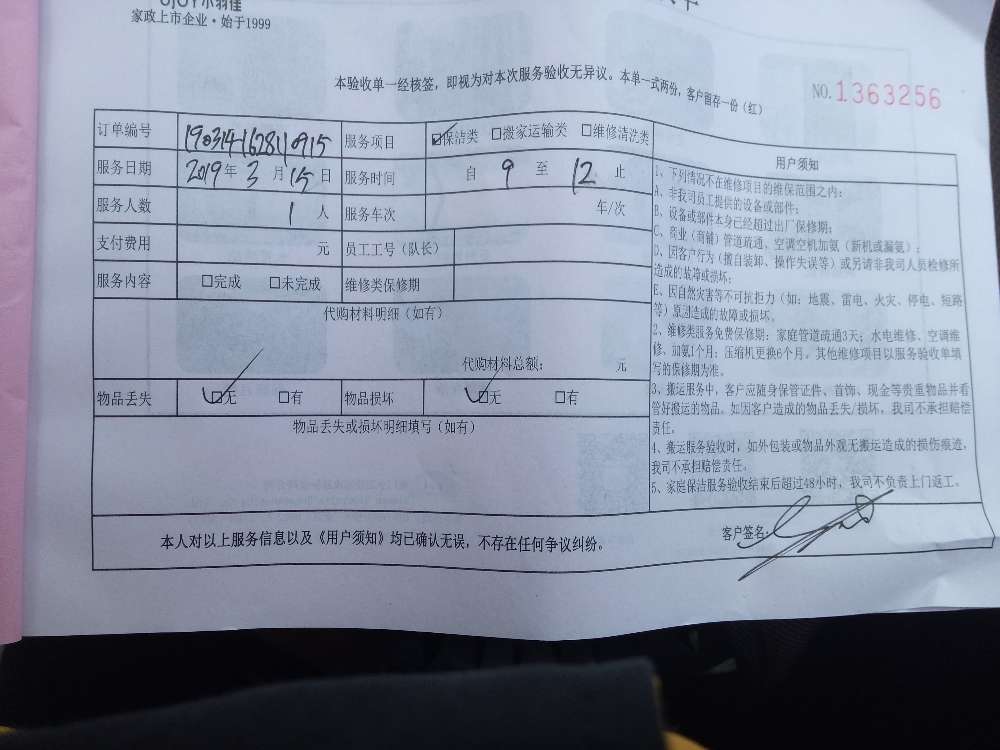 小羽佳
家政上市企业·始于1999
本验收单一经核签，即视为对本次服务验收无异议。本单一式两份，客户留存一份（红）
NO.1363256
订单编号 服务项目 ☑保洁类 □搬家运输类 □维修清洗类
服务日期 2019年 3 月 15 日 服务时间 自 9 至 12 止
服务人数 1 人 服务车次 年/次
支付费用 元 员工工号（队长）
服务内容 □完成 □未完成 维修类保修期
代购材料明细（如有）
代购材料总额： 元
物品丢失 ☑无 □有 物品损坏 ☑无 □有
物品丢失或损坏明细填写（如有）
用户须知
1、下列情况不在维修项目的维保范围之内：
A、非我司员工提供的设备或部件；
B、设备或部件本身已经超过出厂保修期；
C、商业（商铺）管道疏通、空调空机加氨（新机或漏氨）；
D、因客户行为（擅自装卸、操作失误等）或另请非我司人员检修所
造成的故障或损坏；
E、因自然灾害等不可抗拒力（如：地震、雷电、火灾、停电、短路
等）原因造成的故障或损坏。
2、维修类服务免费保修期：家庭管道疏通3天；水电维修、空调维
修、加氨1个月；压缩机更换6个月。其他维修项目以服务验收单填
写的保修期为准。
3、搬运服务中，客户应随身保管证件、首饰、现金等贵重物品并看
管好搬运的物品。如因客户造成的物品丢失/损坏，我司不承担赔偿
责任。
4、搬运服务验收时，如外包装或物品外观无搬运造成的损伤痕迹，
我司不承担赔偿责任。
5、家庭保洁服务验收结束后超过48小时，我司不负责上门返工。
本人对以上服务信息以及《用户须知》均已确认无误，不存在任何争议纠纷。
客户签名：